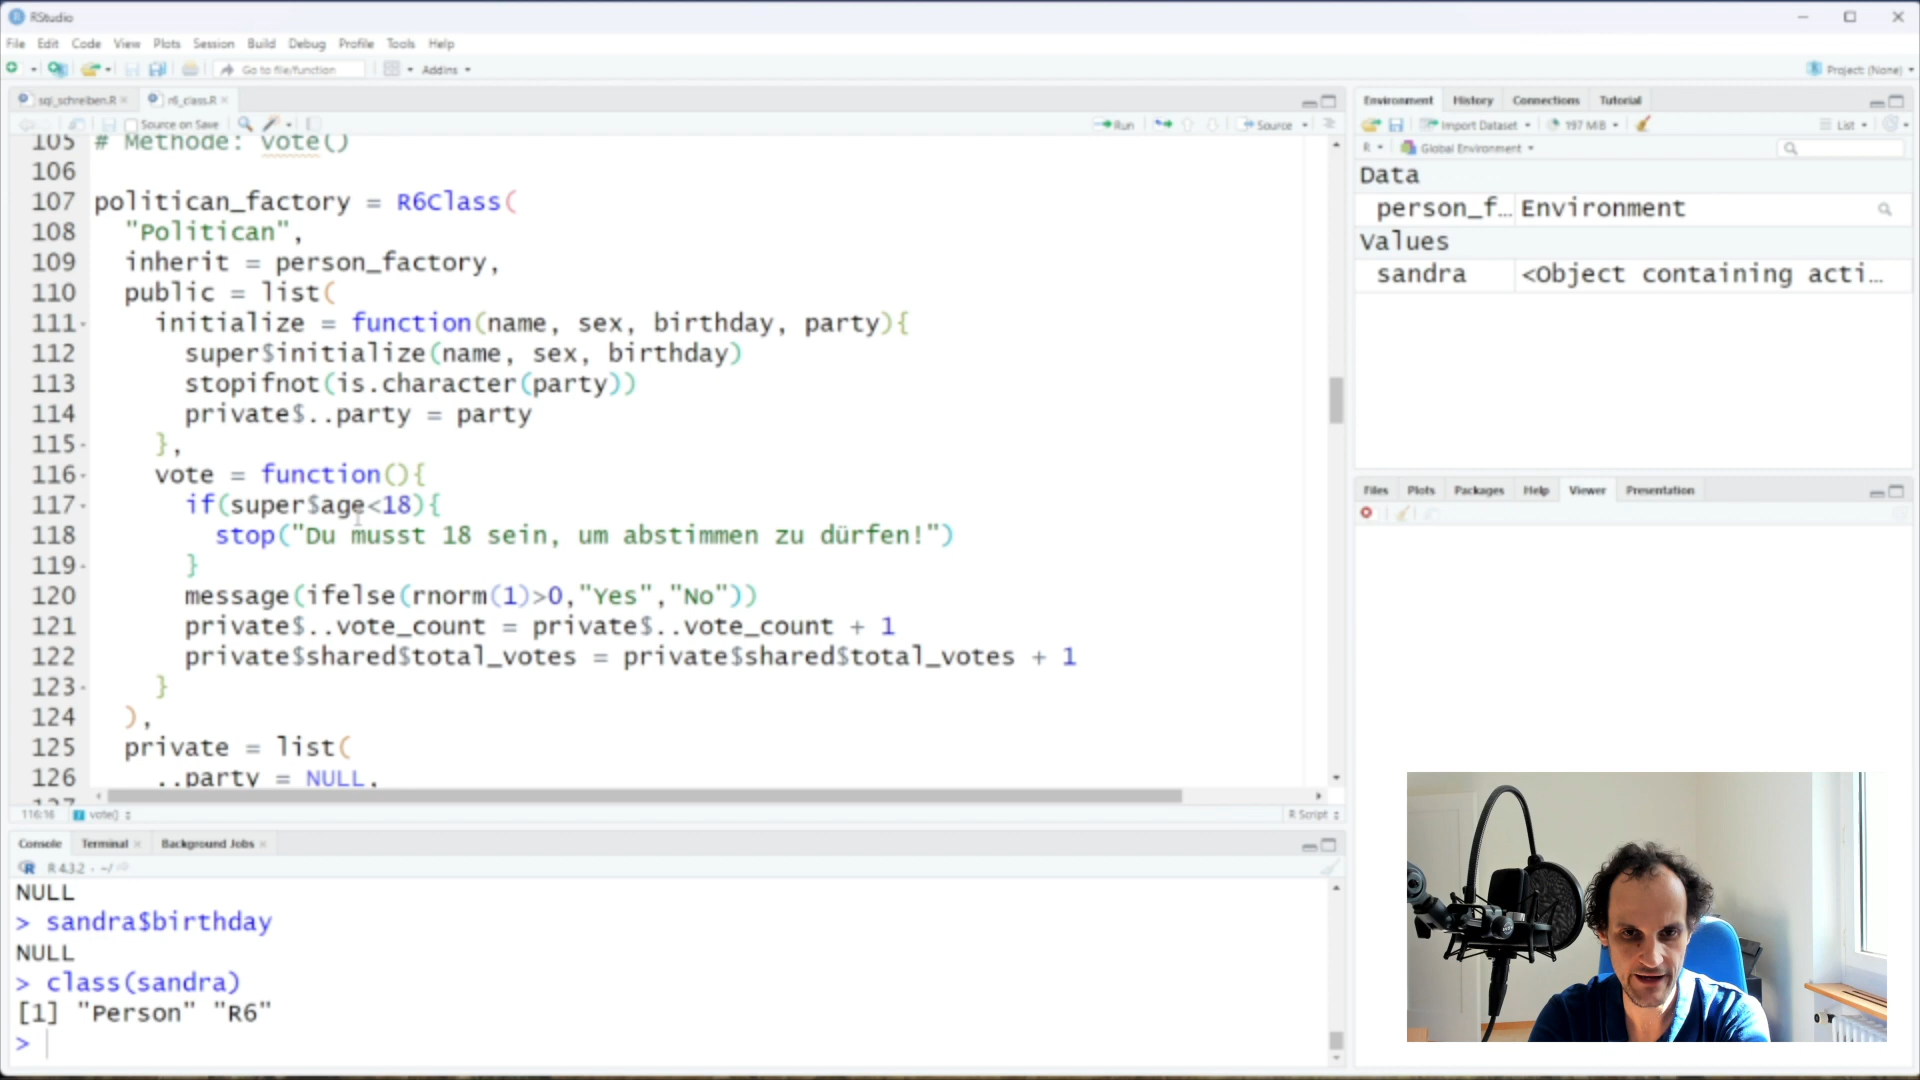 RStudio
File Edit Code View Plots Session Build Debug Profile Tools Help
Go to file/function Addins Project: (None)
sql_schreiben.R r6_class.R
Source on Save Run Source
105 # Methode: vote()
106
107 politican_factory = R6Class(
108 "Politican",
109 inherit = person_factory,
110 public = list(
111 initialize = function(name, sex, birthday, party){
112 super$initialize(name, sex, birthday)
113 stopifnot(is.character(party))
114 private$..party = party
115 },
116 vote = function(){
117 if(super$age<18){
118 stop("Du musst 18 sein, um abstimmen zu dürfen!")
119 }
120 message(ifelse(rnorm(1)>0,"Yes","No"))
121 private$..vote_count = private$..vote_count + 1
122 private$shared$total_votes = private$shared$total_votes + 1
123 }
124 ),
125 private = list(
126 ..party = NULL,
127
116:16 vote() R Script
Console Terminal Background Jobs
R 4.3.2 · ~/
NULL
> sandra$birthday
NULL
> class(sandra)
[1] "Person" "R6"
>
Environment History Connections Tutorial
Import Dataset 197 MiB List
R Global Environment
Data
person_f… Environment
Values
sandra <Object containing acti…
Files Plots Packages Help Viewer Presentation